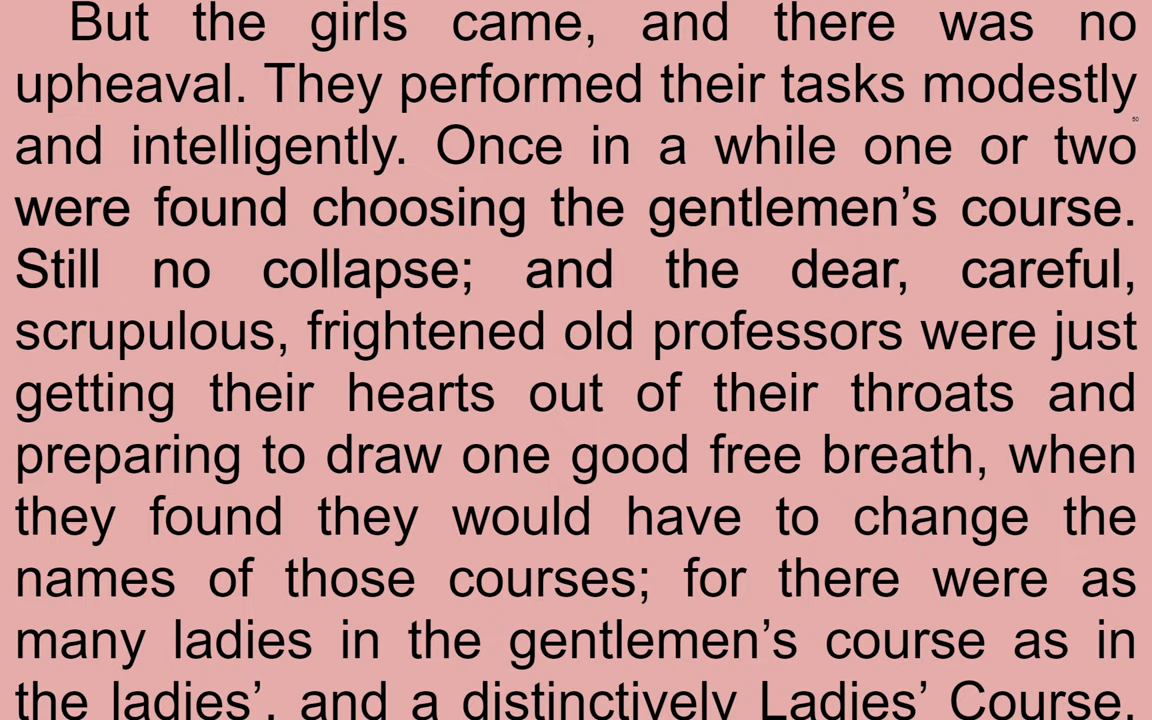 But the girls came, and there was no
upheaval. They performed their tasks modestly
50
and intelligently. Once in a while one or two
were found choosing the gentlemen’s course.
Still no collapse; and the dear, careful,
scrupulous, frightened old professors were just
getting their hearts out of their throats and
preparing to draw one good free breath, when
they found they would have to change the
names of those courses; for there were as
many ladies in the gentlemen’s course as in
the ladies’, and a distinctively Ladies’ Course,